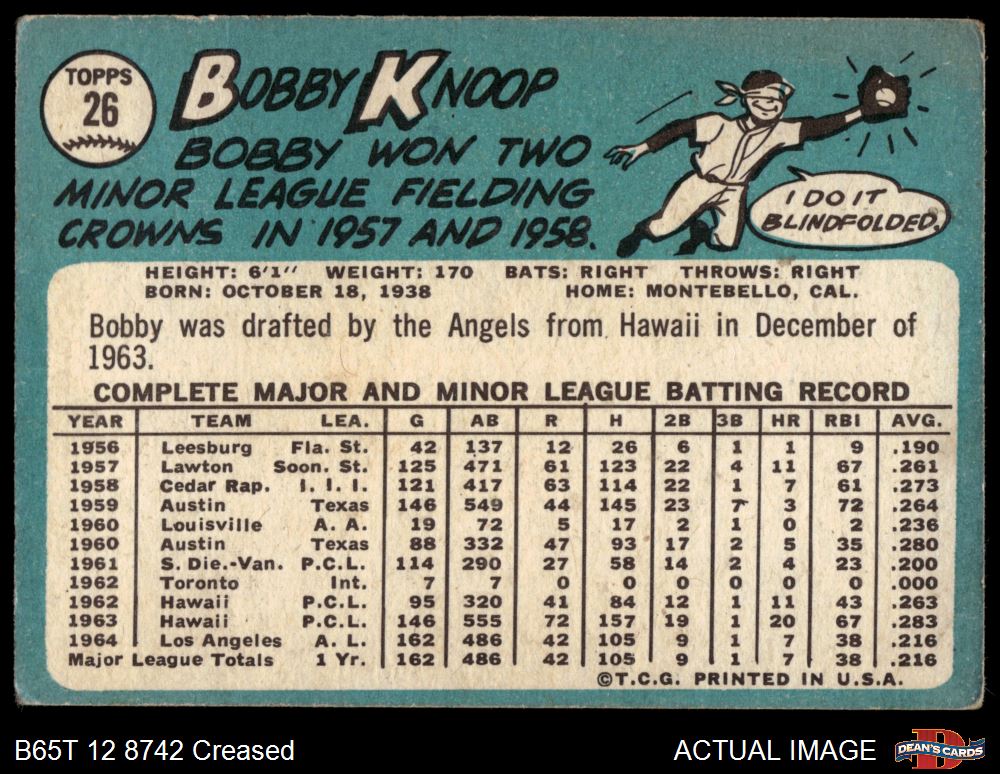 TOPPS
26
BOBBY KNOOP
BOBBY WON TWO
MINOR LEAGUE FIELDING
CROWNS IN 1957 AND 1958.
I DO IT
BLINDFOLDED.
HEIGHT: 6'1" WEIGHT: 170 BATS: RIGHT THROWS: RIGHT
BORN: OCTOBER 18, 1938 HOME: MONTEBELLO, CAL.
Bobby was drafted by the Angels from Hawaii in December of
1963.
COMPLETE MAJOR AND MINOR LEAGUE BATTING RECORD
YEAR TEAM LEA. G AB R H 2B 3B HR RBI AVG.
1956 Leesburg Fla. St. 42 137 12 26 6 1 1 9 .190
1957 Lawton Soon. St. 125 471 61 123 22 4 11 67 .261
1958 Cedar Rap. I. I. I. 121 417 63 114 22 1 7 61 .273
1959 Austin Texas 146 549 44 145 23 7 3 72 .264
1960 Louisville A. A. 19 72 5 17 2 1 0 2 .236
1960 Austin Texas 88 332 47 93 17 2 5 35 .280
1961 S. Die.-Van. P.C.L. 114 290 27 58 14 2 4 23 .200
1962 Toronto Int. 7 7 0 0 0 0 0 0 .000
1962 Hawaii P.C.L. 95 320 41 84 12 1 11 43 .263
1963 Hawaii P.C.L. 146 555 72 157 19 1 20 67 .283
1964 Los Angeles A. L. 162 486 42 105 9 1 7 38 .216
Major League Totals 1 Yr. 162 486 42 105 9 1 7 38 .216
©T.C.G. PRINTED IN U.S.A.
B65T 12 8742 Creased ACTUAL IMAGE
D
DEAN'S CARDS